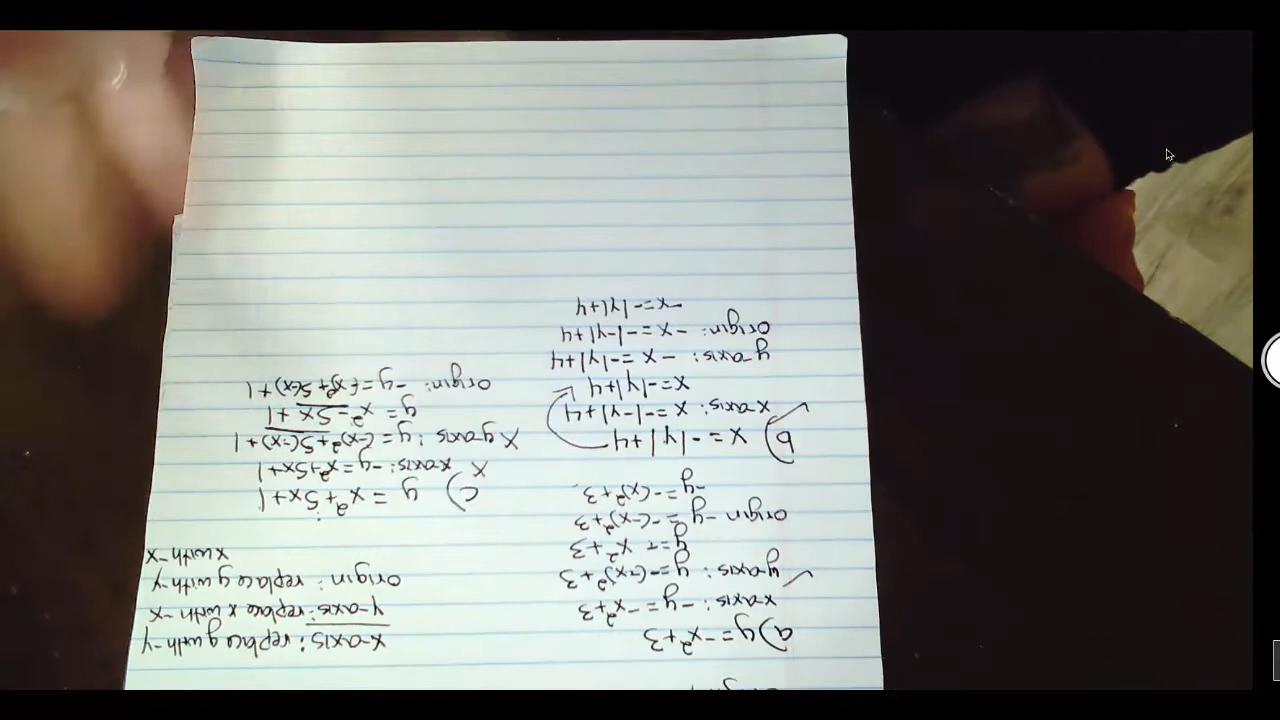 a) y = -x²+3
x-axis: -y = -x²+3
y-axis: y = -(-x)²+3
y = -x²+3
origin -y = -(-x)²+3
-y = -(x)²+3
b) x = -|y|+4
x-axis: x = -|-y|+4
x = -|y|+4
y-axis: -x = -|y|+4
origin: -x = -|-y|+4
-x = -|y|+4
x-axis: replace y with -y
y-axis: replace x with -x
origin: replace y with -y
x with -x
c) y = x²+5x+1
x x-axis: -y = x²+5x+1
x y-axis: y = (-x)²+5(-x)+1
y = x²-5x+1
origin: -y = (-x)²+5(-x)+1